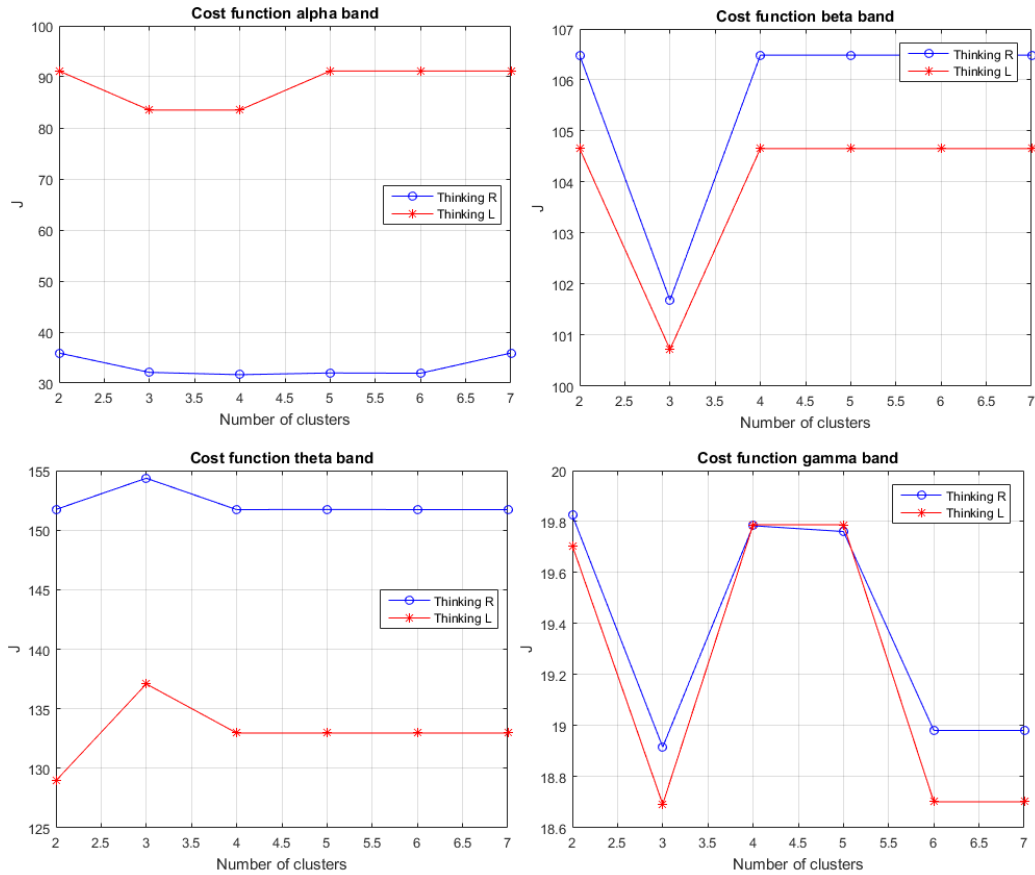 Cost function alpha band
100
90
80
70
60
50
40
30
J
Thinking R
Thinking L
2 2.5 3 3.5 4 4.5 5 5.5 6 6.5 7
Number of clusters
Cost function beta band
107
106
105
104
103
102
101
100
J
Thinking R
Thinking L
2 2.5 3 3.5 4 4.5 5 5.5 6 6.5 7
Number of clusters
Cost function theta band
155
150
145
140
135
130
125
J
Thinking R
Thinking L
2 2.5 3 3.5 4 4.5 5 5.5 6 6.5 7
Number of clusters
Cost function gamma band
20
19.8
19.6
19.4
19.2
19
18.8
18.6
J
Thinking R
Thinking L
2 2.5 3 3.5 4 4.5 5 5.5 6 6.5 7
Number of clusters